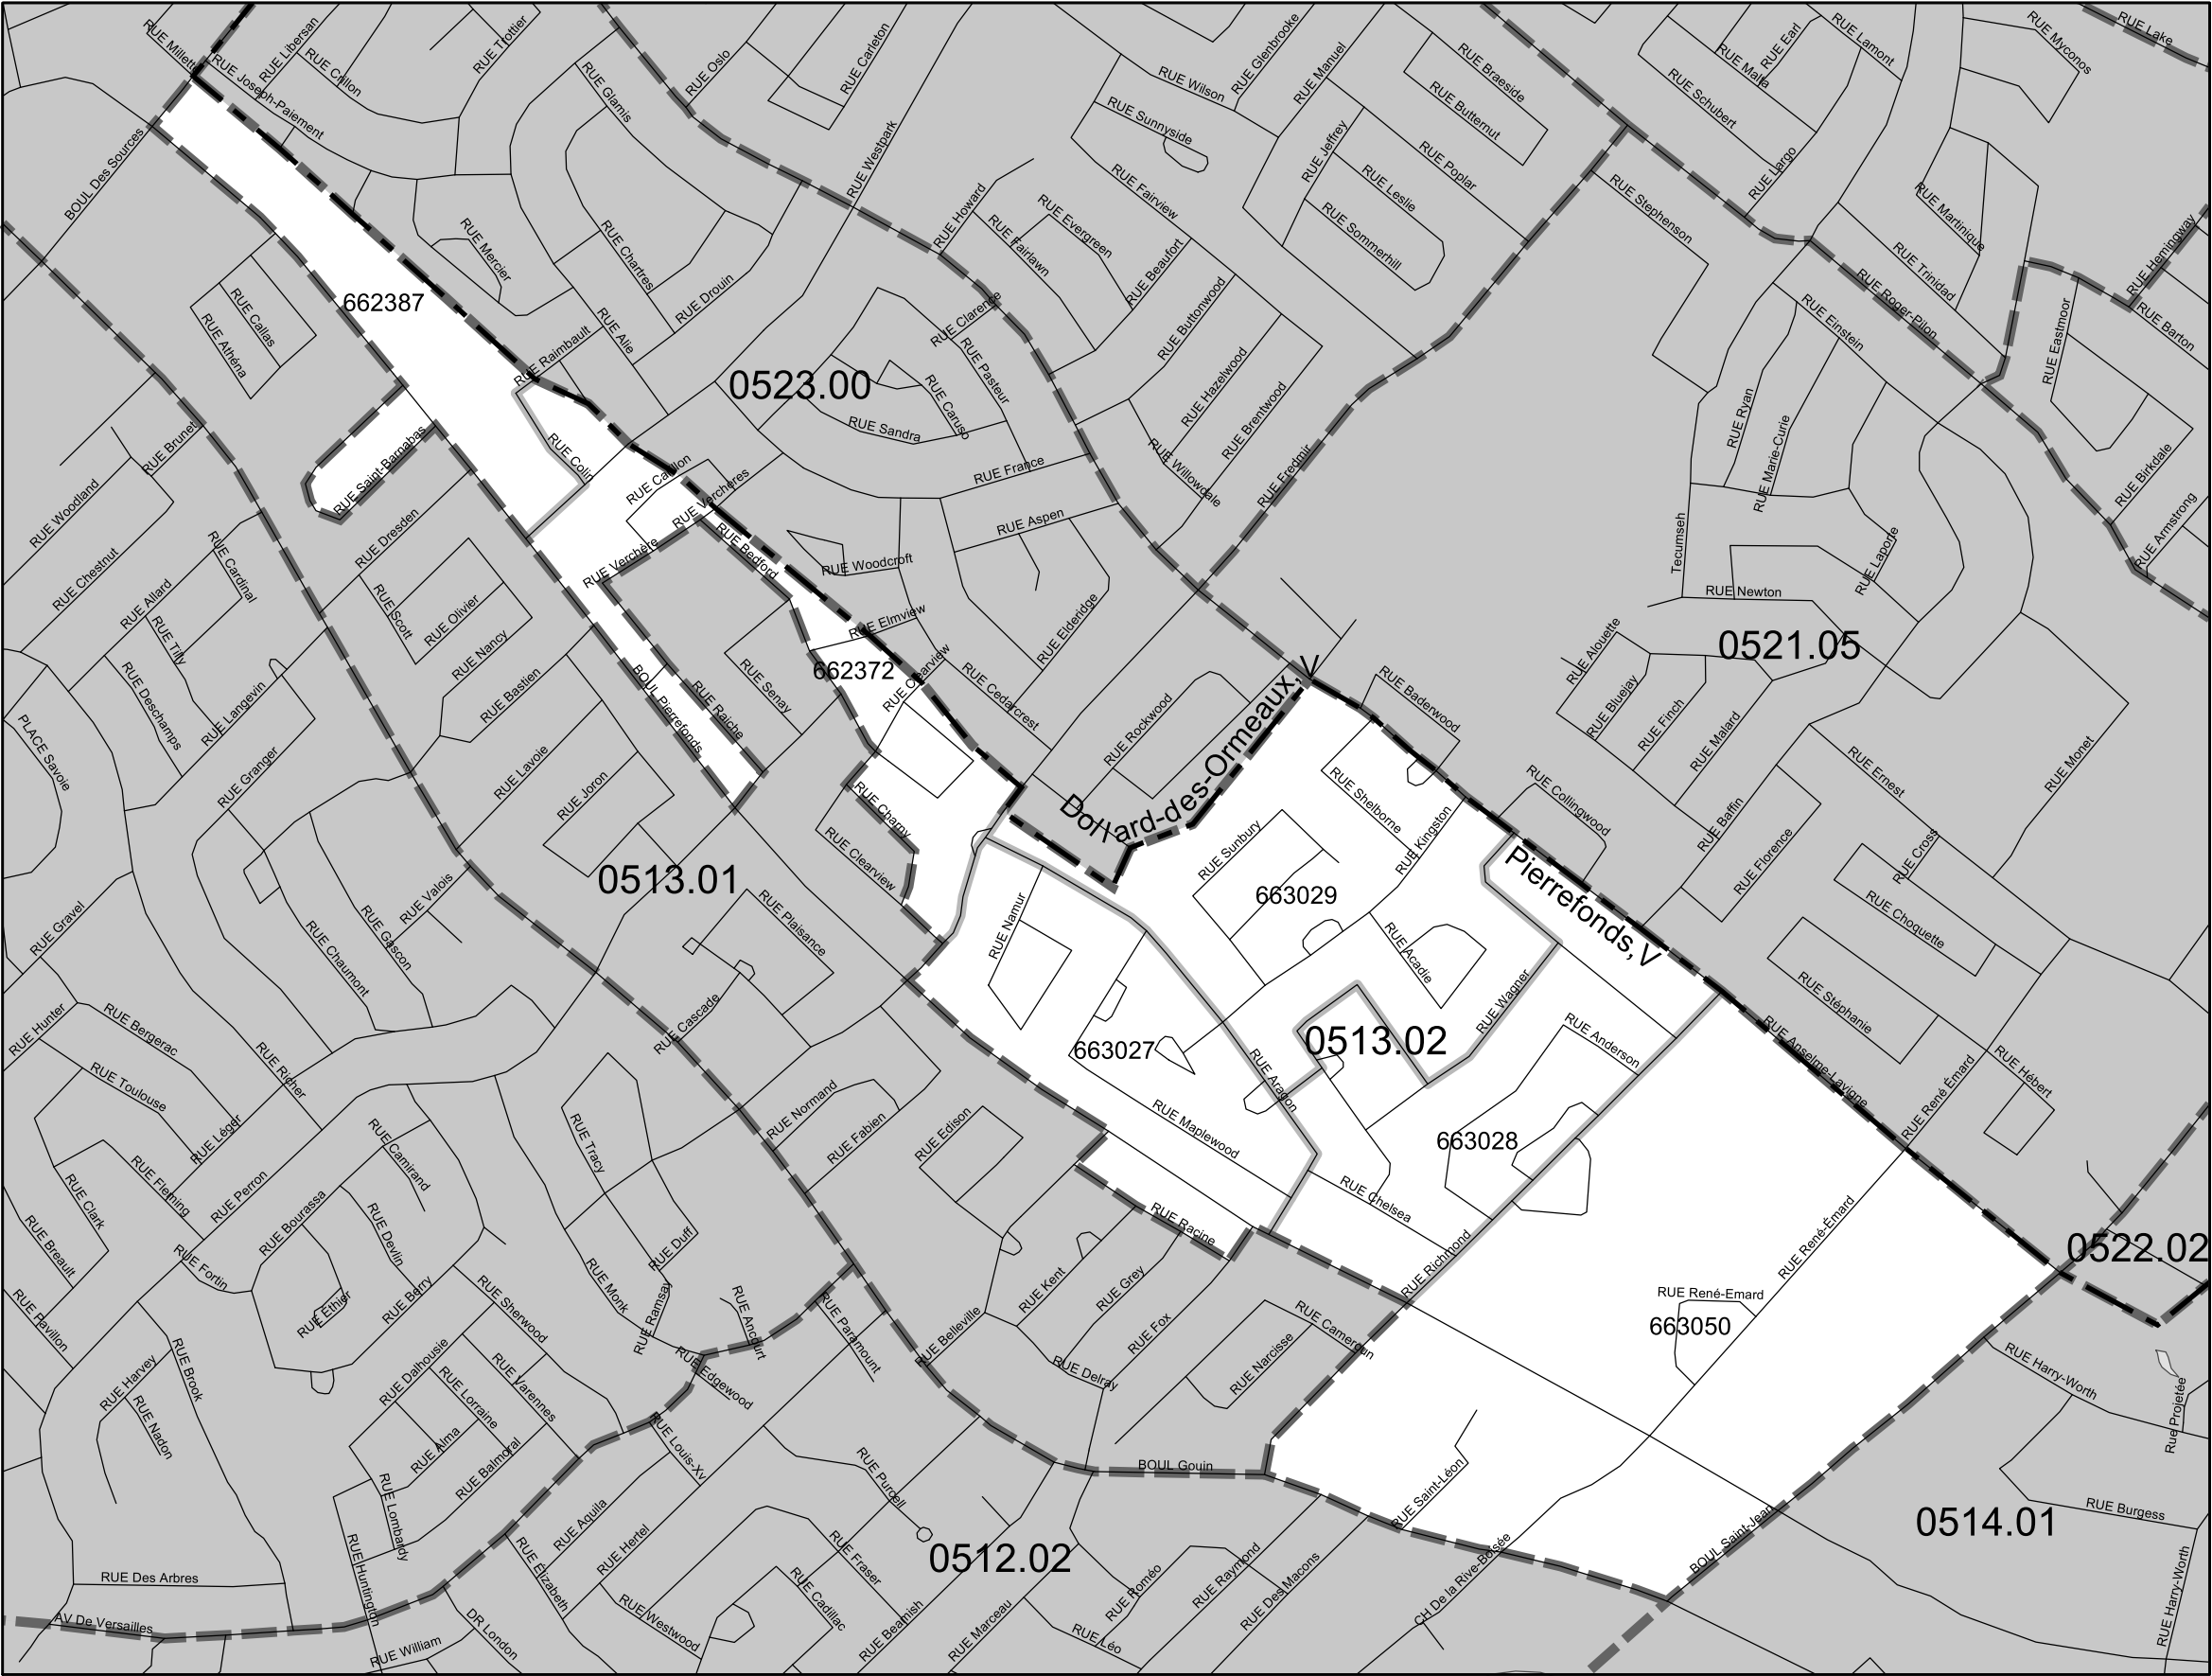 RUE Millette
RUE Joseph-Paiement
RUE Libersan
RUE Crillon
RUE Trottier
RUE Glamis
RUE Oslo
RUE Carleton
RUE Westpark
RUE Wilson
RUE Glenbrooke
RUE Manuel
RUE Sunnyside
RUE Braeside
RUE Butternut
RUE Jeffrey
RUE Poplar
RUE Leslie
RUE Sommerhill
RUE Malta
RUE Earl
RUE Lamont
RUE Schubert
RUE Largo
RUE Myconos
RUE Lake
RUE Martinique
RUE Trinidad
RUE Hemingway
RUE Barton
RUE Roger-Pilon
RUE Stephenson
RUE Einstein
RUE Eastmoor
RUE Birkdale
RUE Armstrong
BOUL Des Sources
RUE Mercier
RUE Chartres
RUE Drouin
RUE Alie
RUE Raimbault
RUE Howard
RUE Fairlawn
RUE Evergreen
RUE Fairview
RUE Beaufort
RUE Buttonwood
RUE Hazelwood
RUE Brentwood
RUE Willowdale
RUE Fredmir
RUE Clarence
RUE Pasteur
RUE Caruso
RUE Sandra
RUE France
RUE Aspen
RUE Ryan
RUE Marie-Curie
RUE Laporte
RUE Newton
Tecumseh
662387
0523.00
RUE Callas
RUE Athéna
RUE Saint-Barnabas
RUE Colin
RUE Carillon
RUE Verchères
RUE Verchère
RUE Bedford
RUE Woodcroft
RUE Elmview
RUE Elderidge
RUE Clearview
RUE Cedarcrest
662372
RUE Brunet
RUE Woodland
RUE Chestnut
RUE Cardinal
RUE Allard
RUE Tilly
RUE Deschamps
RUE Langevin
RUE Dresden
RUE Scott
RUE Olivier
RUE Nancy
RUE Bastien
RUE Lavoie
RUE Joron
BOUL Pierrefonds
RUE Raiche
RUE Senay
RUE Rockwood
Dollard-des-Ormeaux, V
RUE Baderwood
RUE Alouette
RUE Bluejay
RUE Finch
RUE Malard
0521.05
RUE Monet
RUE Ernest
RUE Baffin
RUE Florence
RUE Cross
RUE Choquette
RUE Collingwood
RUE Shelborne
RUE Kingston
RUE Sunbury
Pierrefonds,V
663029
PLACE Savoie
RUE Granger
RUE Valois
RUE Gravel
RUE Gascon
RUE Chaumont
0513.01
RUE Plaisance
RUE Cascade
RUE Charny
RUE Clearview
RUE Namur
663027
RUE Acadie
RUE Wagner
0513.02
RUE Aragon
RUE Maplewood
RUE Anderson
663028
RUE Chelsea
RUE Richmond
RUE Stéphanie
RUE Anselme-Lavigne
RUE Hébert
RUE René Émard
RUE René-Émard
RUE René-Emard
663050
0522.02
RUE Hunter
RUE Bergerac
RUE Toulouse
RUE Richer
RUE Léger
RUE Fleming
RUE Clark
RUE Breault
RUE Perron
RUE Camirand
RUE Bourassa
RUE Devlin
RUE Fortin
RUE Éthier
RUE Berry
RUE Pavillon
RUE Tracy
RUE Duff
RUE Monk
RUE Ramsay
RUE Ancourt
RUE Normand
RUE Fabien
RUE Edison
RUE Racine
RUE Kent
RUE Grey
RUE Fox
RUE Belleville
RUE Delray
RUE Narcisse
RUE Cameroun
RUE Paramount
RUE Edgewood
RUE Sherwood
RUE Dalhousie
RUE Varennes
RUE Lorraine
RUE Alma
RUE Balmoral
RUE Louis-Xv
RUE Harvey
RUE Nadon
RUE Brook
RUE Lombardy
RUE Huntington
RUE Des Arbres
AV De Versailles
RUE William
DR London
RUE Élizabeth
RUE Aquila
RUE Hertel
RUE Westwood
RUE Purcell
RUE Fraser
RUE Cadillac
RUE Beamish
0512.02
RUE Marceau
RUE Léo
RUE Roméo
RUE Raymond
RUE Des Macons
BOUL Gouin
RUE Saint-Léon
CH De la Rive-Boisée
BOUL Saint-Jean
0514.01
RUE Harry-Worth
Rue Projetée
RUE Burgess
RUE Harry-Worth